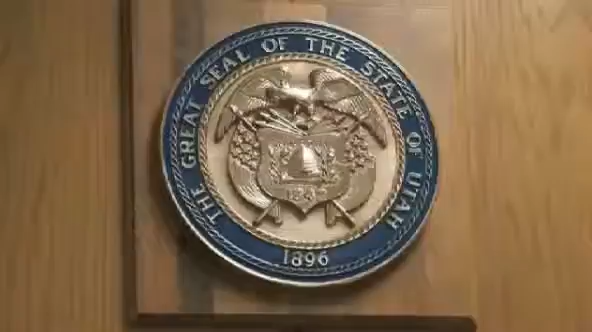 THE GREAT SEAL OF THE STATE OF UTAH
1847
1896